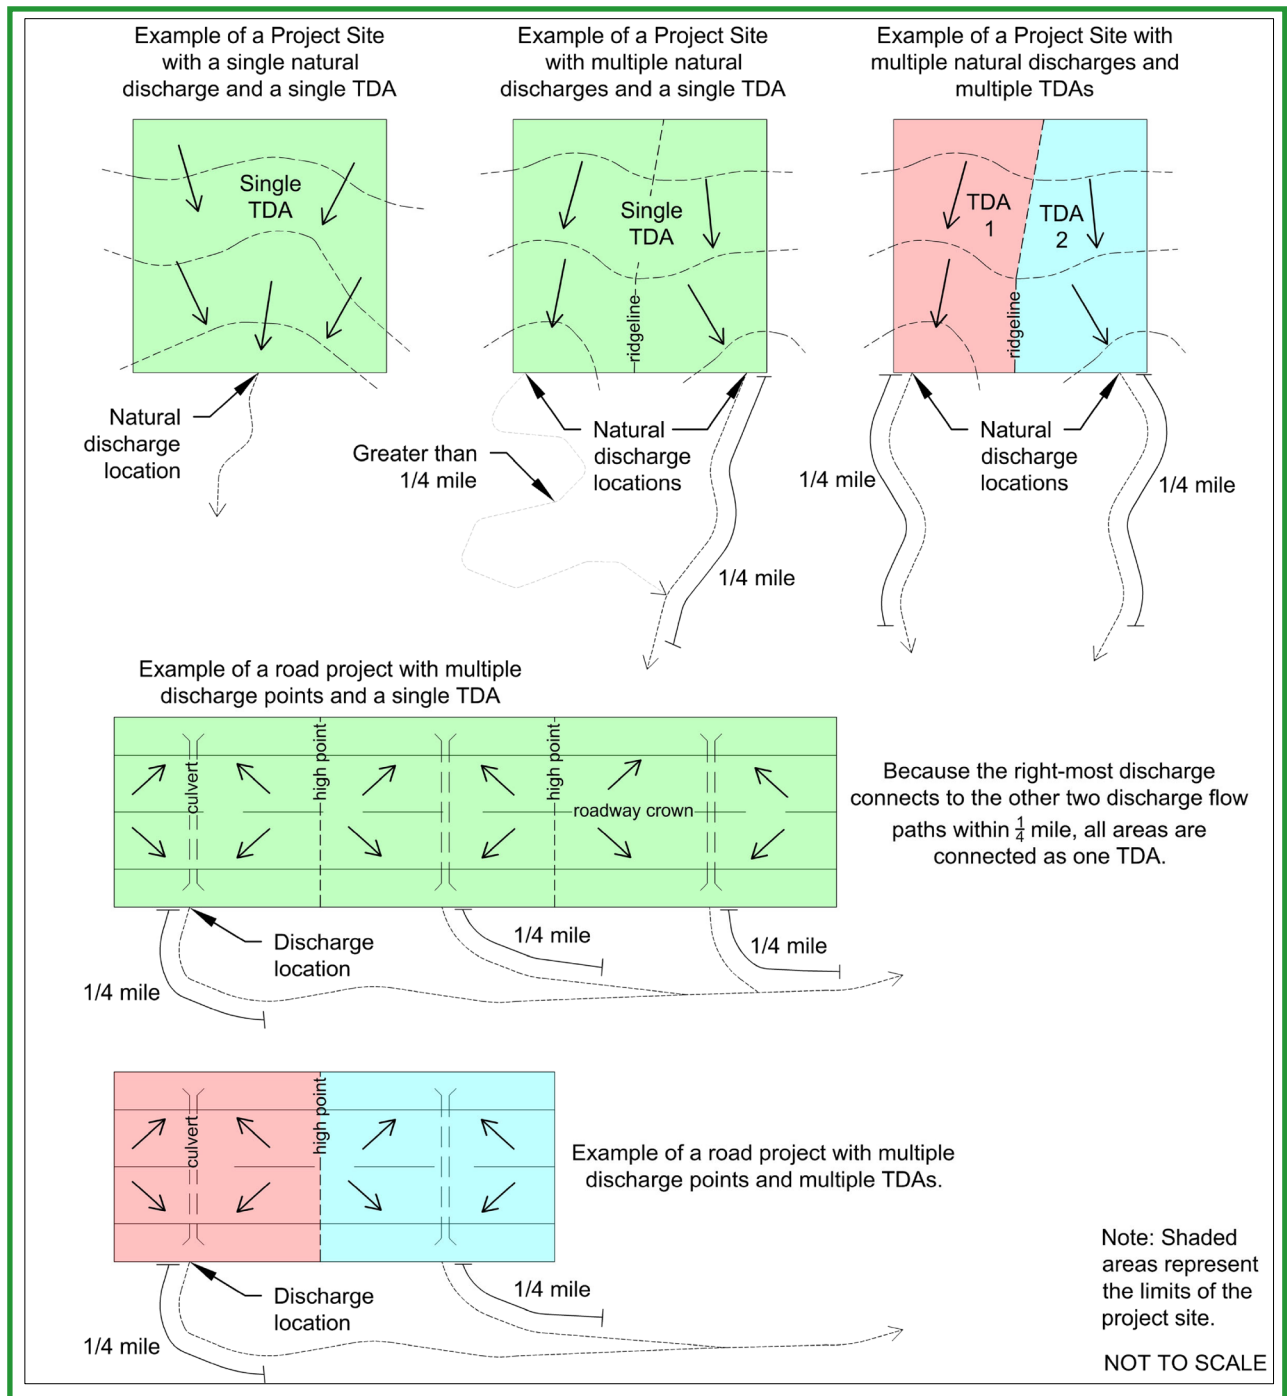 Example of a Project Site
with a single natural
discharge and a single TDA
Example of a Project Site
with multiple natural
discharges and a single TDA
Example of a Project Site with
multiple natural discharges and
multiple TDAs
Single
TDA
Natural
discharge
location
Single
TDA
ridgeline
Greater than
1/4 mile
Natural
discharge
locations
1/4 mile
TDA
1
TDA
2
ridgeline
1/4 mile
Natural
discharge
locations
1/4 mile
Example of a road project with multiple
discharge points and a single TDA
culvert
high point
high point
roadway crown
Because the right-most discharge
connects to the other two discharge flow
paths within 1/4 mile, all areas are
connected as one TDA.
1/4 mile
Discharge
location
1/4 mile
1/4 mile
culvert
high point
Example of a road project with multiple
discharge points and multiple TDAs.
1/4 mile
Discharge
location
1/4 mile
Note: Shaded
areas represent
the limits of the
project site.
NOT TO SCALE